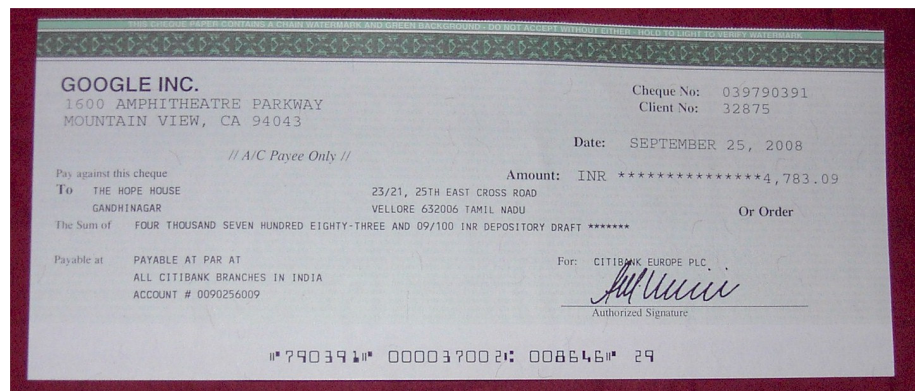 THIS CHEQUE PAPER CONTAINS A CHAIN WATERMARK AND GREEN BACKGROUND - DO NOT ACCEPT WITHOUT EITHER - HOLD TO LIGHT TO VERIFY WATERMARK
GOOGLE INC.
1600 AMPHITHEATRE PARKWAY
MOUNTAIN VIEW, CA 94043
Cheque No: 039790391
Client No: 32875
Date: SEPTEMBER 25, 2008
// A/C Payee Only //
Pay against this cheque
Amount: INR ***************4,783.09
To THE HOPE HOUSE
GANDHINAGAR
23/21, 25TH EAST CROSS ROAD
VELLORE 632006 TAMIL NADU
Or Order
The Sum of FOUR THOUSAND SEVEN HUNDRED EIGHTY-THREE AND 09/100 INR DEPOSITORY DRAFT *******
Payable at PAYABLE AT PAR AT
ALL CITIBANK BRANCHES IN INDIA
ACCOUNT # 0090256009
For: CITIBANK EUROPE PLC
Authorized Signature
⑈790391⑈ 000037002⑆ 008646⑈ 29